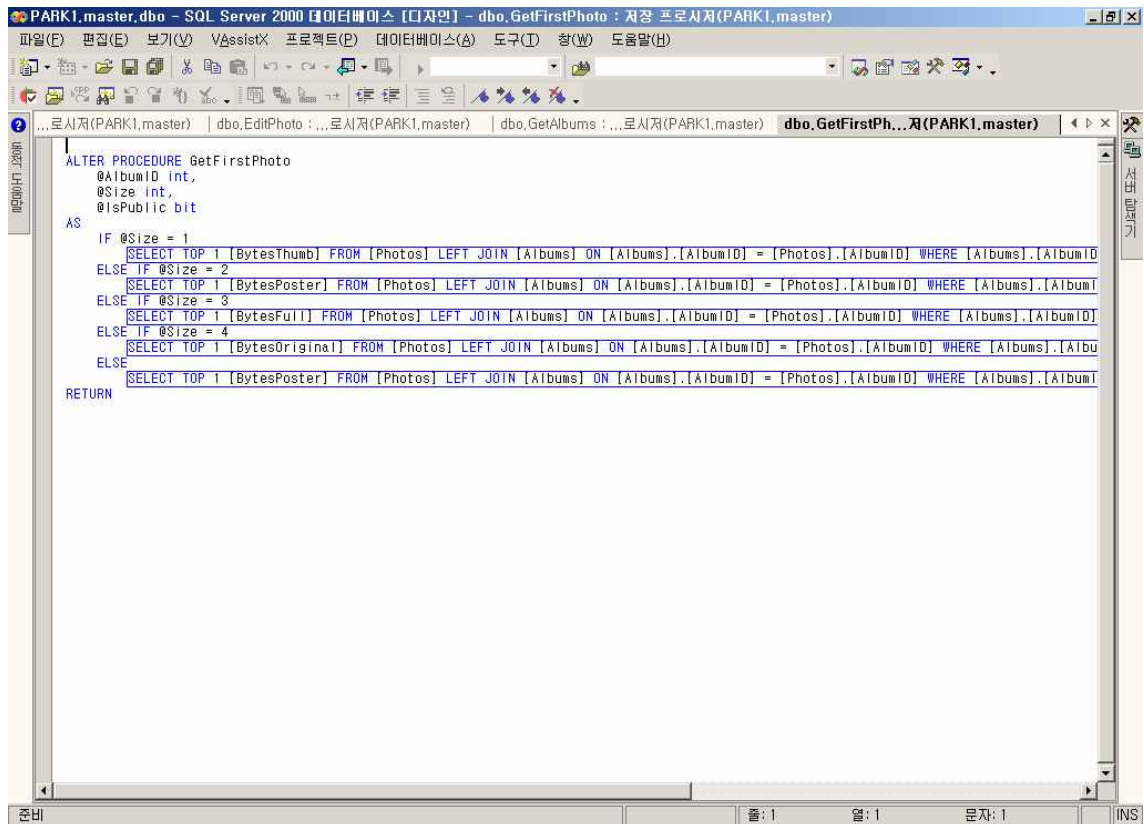 PARK1.master.dbo - SQL Server 2000 데이터베이스 [디자인] - dbo.GetFirstPhoto : 저장 프로시저(PARK1.master)
파일(F) 편집(E) 보기(V) VAssistX 프로젝트(P) 데이터베이스(A) 도구(T) 창(W) 도움말(H)
...로시저(PARK1.master) dbo.EditPhoto : ...로시저(PARK1.master) dbo.GetAlbums : ...로시저(PARK1.master) dbo.GetFirstPh...저(PARK1.master)
동적 도움말
서버 탐색기
ALTER PROCEDURE GetFirstPhoto
@AlbumID int,
@Size int,
@IsPublic bit
AS
IF @Size = 1
SELECT TOP 1 [BytesThumb] FROM [Photos] LEFT JOIN [Albums] ON [Albums].[AlbumID] = [Photos].[AlbumID] WHERE [Albums].[AlbumID
ELSE IF @Size = 2
SELECT TOP 1 [BytesPoster] FROM [Photos] LEFT JOIN [Albums] ON [Albums].[AlbumID] = [Photos].[AlbumID] WHERE [Albums].[AlbumI
ELSE IF @Size = 3
SELECT TOP 1 [BytesFull] FROM [Photos] LEFT JOIN [Albums] ON [Albums].[AlbumID] = [Photos].[AlbumID] WHERE [Albums].[AlbumID]
ELSE IF @Size = 4
SELECT TOP 1 [BytesOriginal] FROM [Photos] LEFT JOIN [Albums] ON [Albums].[AlbumID] = [Photos].[AlbumID] WHERE [Albums].[Albu
ELSE
SELECT TOP 1 [BytesPoster] FROM [Photos] LEFT JOIN [Albums] ON [Albums].[AlbumID] = [Photos].[AlbumID] WHERE [Albums].[AlbumI
RETURN
준비 줄: 1 열: 1 문자: 1 INS